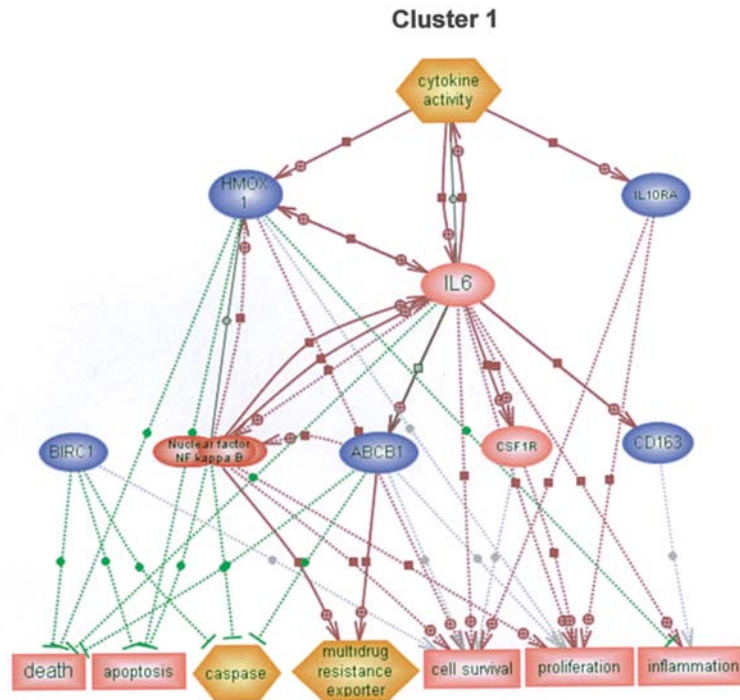 Cluster 1
cytokine
activity
HMOX
1
IL10RA
IL6
BIRC1
Nuclear factor
NF kappa B
ABCB1
CSF1R
CD163
death
apoptosis
caspase
multidrug
resistance
exporter
cell survival
proliferation
inflammation